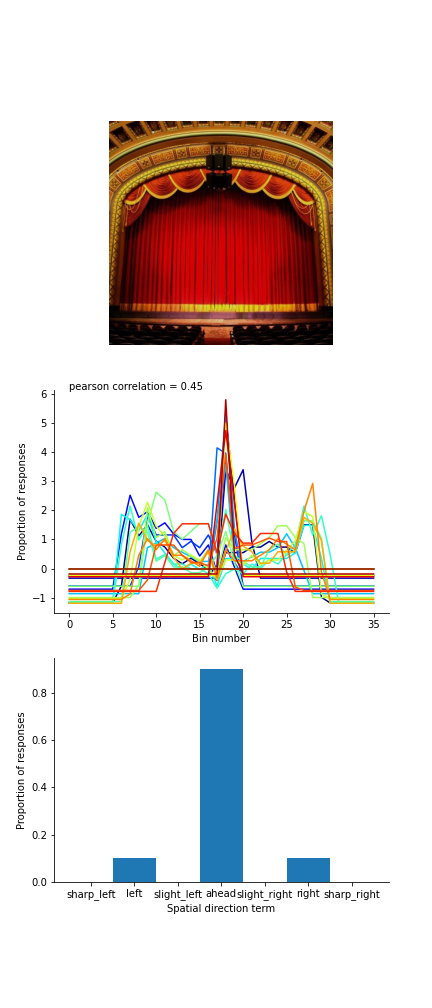 pearson correlation = 0.45
Proportion of responses
6
5
4
3
2
1
0
−1
0 5 10 15 20 25 30 35
Bin number
Proportion of responses
0.8
0.6
0.4
0.2
0.0
sharp_left left slight_left ahead slight_right right sharp_right
Spatial direction term